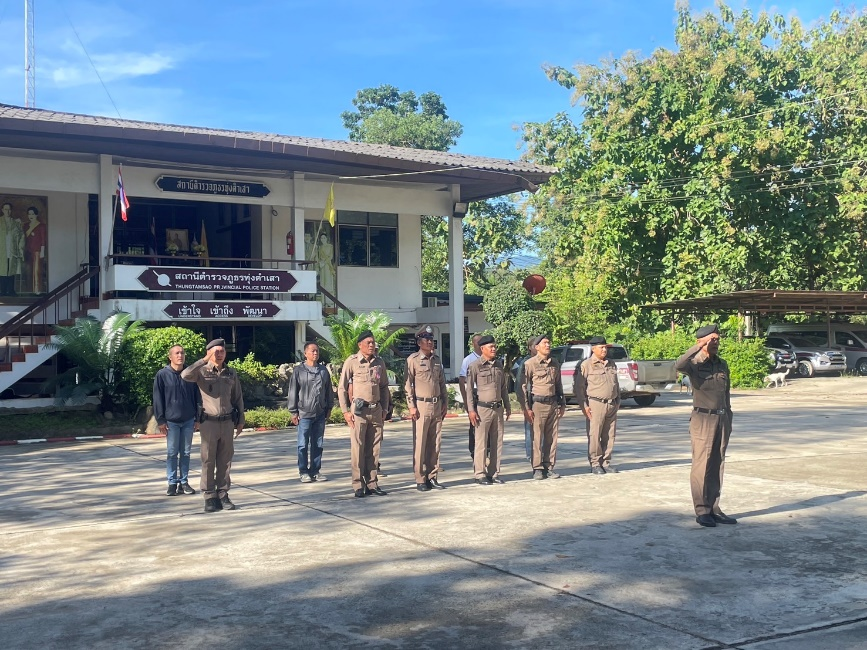 สถานีตำรวจภูธรทุ่งต๋ำเสา
สถานีตำรวจภูธรทุ่งต๋ำเสา
THUNGTAMSAO PROVINCIAL POLICE STATION
เข้าใจ เข้าถึง พัฒนา